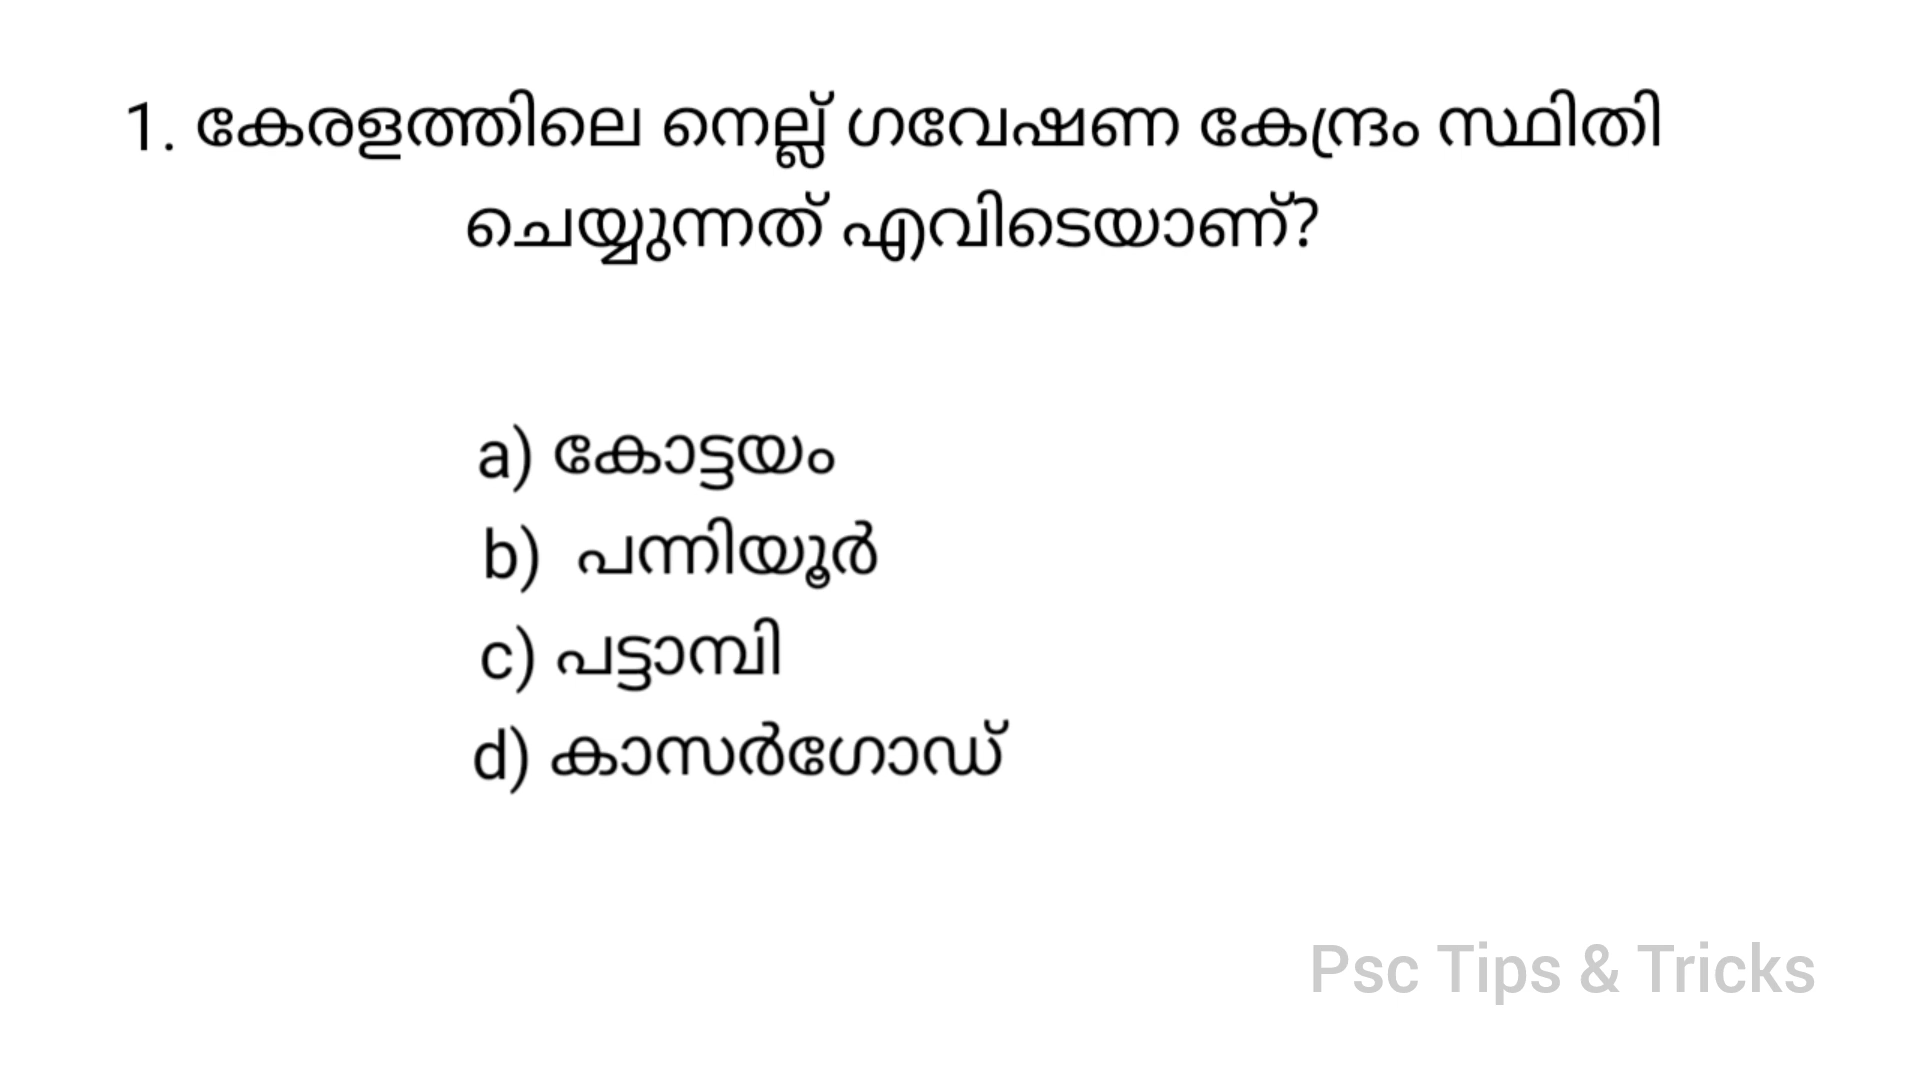 1. കേരളത്തിലെ നെല്ല് ഗവേഷണ കേന്ദ്രം സ്ഥിതി
ചെയ്യുന്നത് എവിടെയാണ്?
a) കോട്ടയം
b) പന്നിയൂർ
c) പട്ടാമ്പി
d) കാസർഗോഡ്
Psc Tips & Tricks